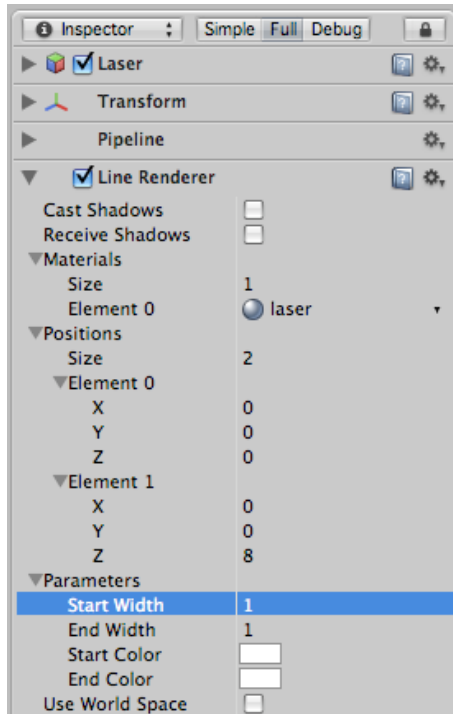 Inspector Simple Full Debug
Laser
Transform
Pipeline
Line Renderer
Cast Shadows
Receive Shadows
Materials
Size 1
Element 0 laser
Positions
Size 2
Element 0
X 0
Y 0
Z 0
Element 1
X 0
Y 0
Z 8
Parameters
Start Width 1
End Width 1
Start Color
End Color
Use World Space